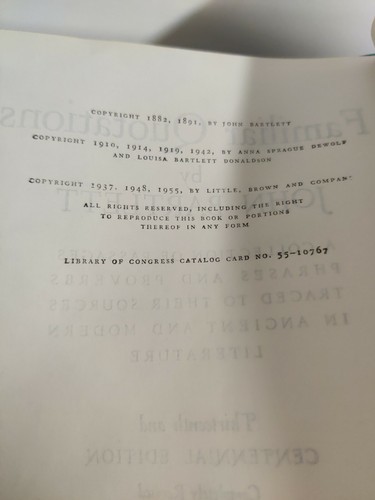 COPYRIGHT 1882, 1891, BY JOHN BARTLETT
COPYRIGHT 1910, 1914, 1919, 1942, BY ANNA SPRAGUE DEWOLF
AND LOUISA BARTLETT DONALDSON
COPYRIGHT 1937, 1948, 1955, BY LITTLE, BROWN AND COMPANY
ALL RIGHTS RESERVED, INCLUDING THE RIGHT
TO REPRODUCE THIS BOOK OR PORTIONS
THEREOF IN ANY FORM
LIBRARY OF CONGRESS CATALOG CARD NO. 55-10767